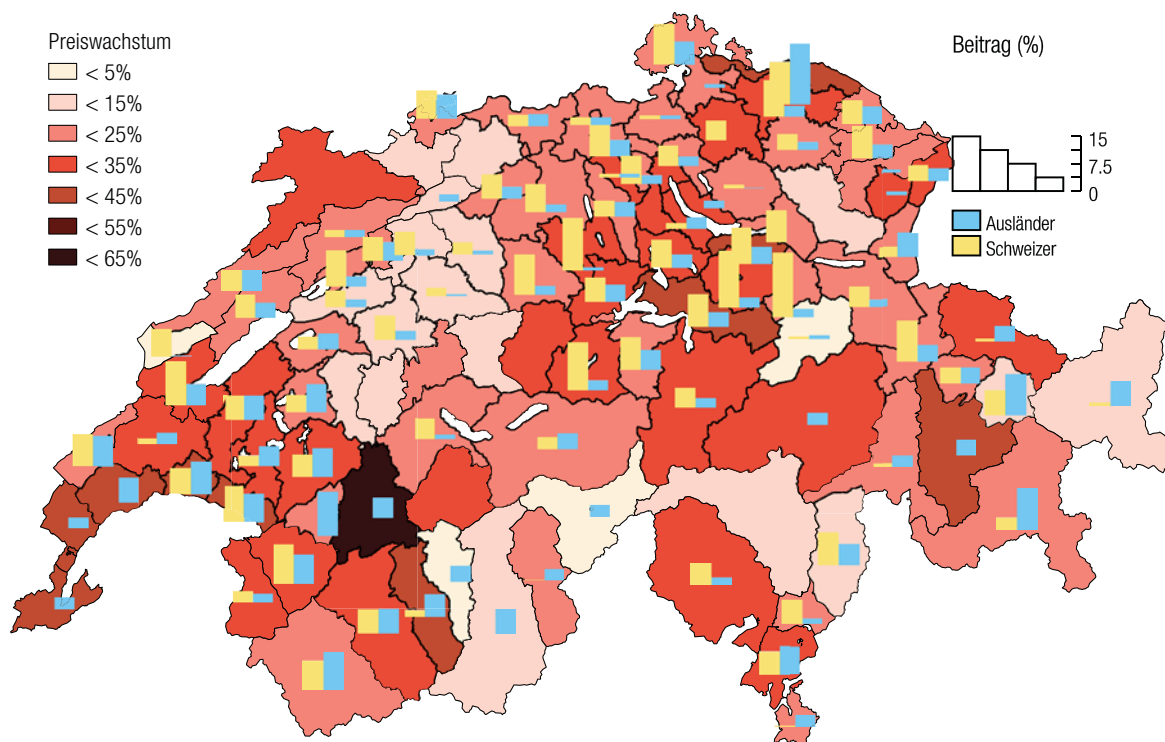 Preiswachstum
< 5%
< 15%
< 25%
< 35%
< 45%
< 55%
< 65%
Beitrag (%)
15
7.5
0
Ausländer
Schweizer